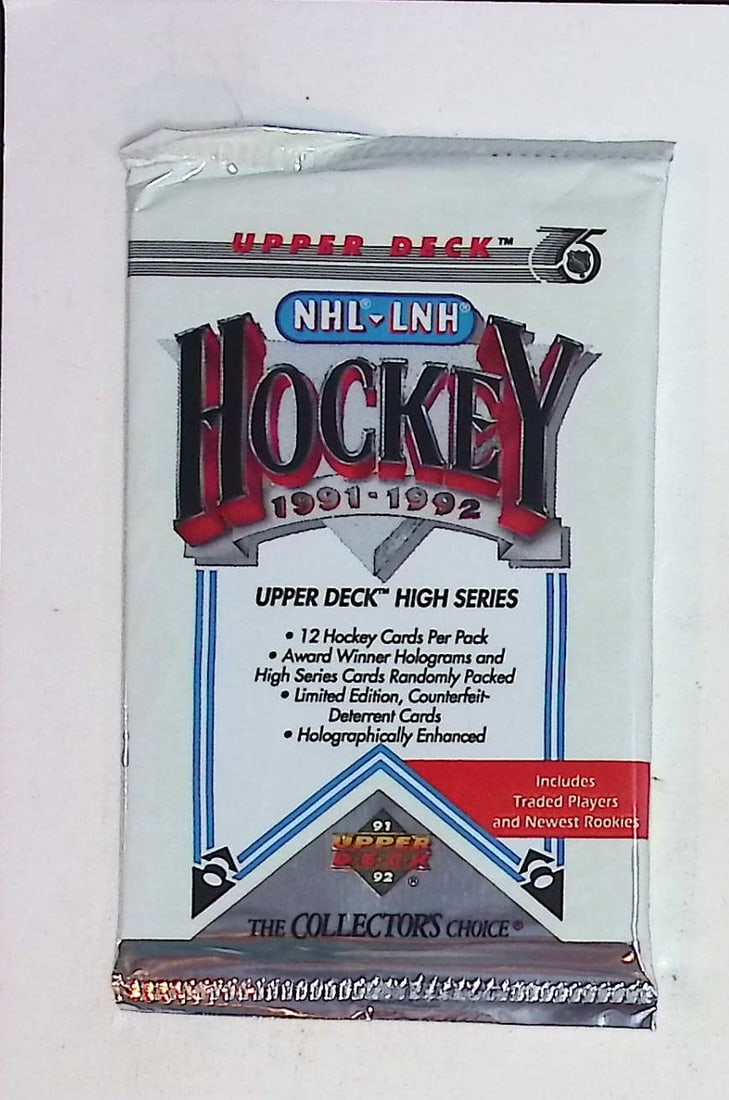 UPPER DECK™
75
NHL® LNH®
HOCKEY
1991-1992
UPPER DECK™ HIGH SERIES
• 12 Hockey Cards Per Pack
• Award Winner Holograms and
High Series Cards Randomly Packed
• Limited Edition, Counterfeit-
Deterrent Cards
• Holographically Enhanced
Includes
Traded Players
and Newest Rookies
91
UPPER
DECK
92 ®
THE COLLECTOR'S CHOICE®